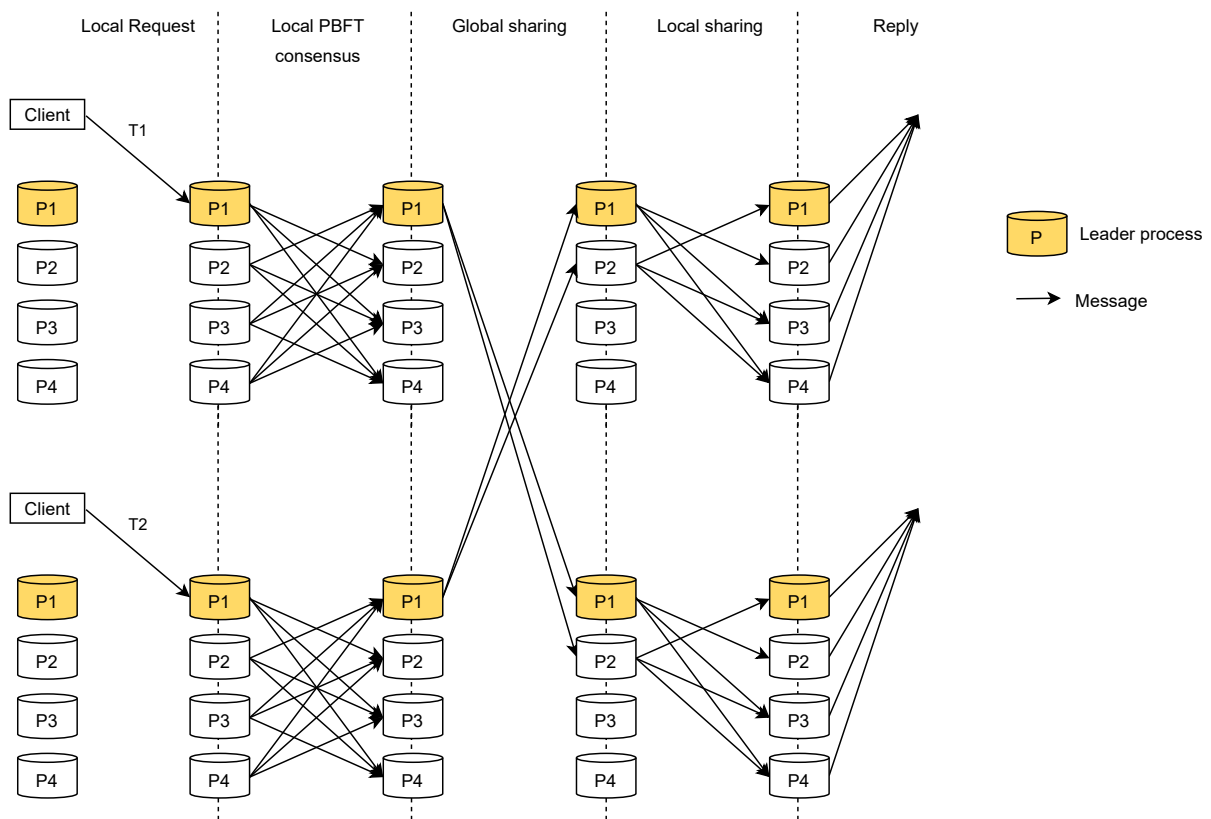 Local Request
Local PBFT
consensus
Global sharing
Local sharing
Reply
Client
T1
P1 P1 P1 P1 P1
P2 P2 P2 P2 P2
P3 P3 P3 P3 P3
P4 P4 P4 P4 P4
P Leader process
Message
Client
T2
P1 P1 P1 P1 P1
P2 P2 P2 P2 P2
P3 P3 P3 P3 P3
P4 P4 P4 P4 P4